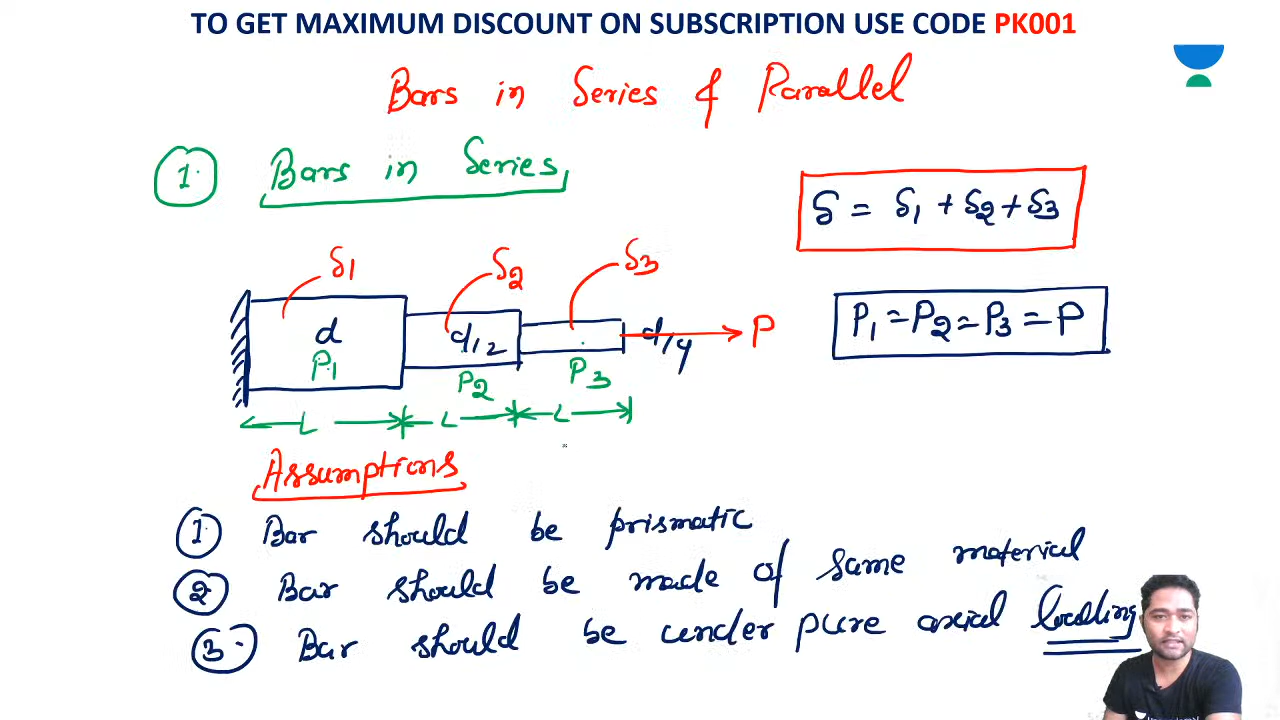 TO GET MAXIMUM DISCOUNT ON SUBSCRIPTION USE CODE PK001
Bars in Series & Parallel
1. Bars in Series
δ = δ1 + δ2 + δ3
δ1 δ2 δ3
P1 = P2 = P3 = P
d d/2 d/4 P
P1 P2 P3
L L L
Assumptions
1. Bar should be prismatic
2. Bar should be made of same material
3. Bar should be under pure axial loading